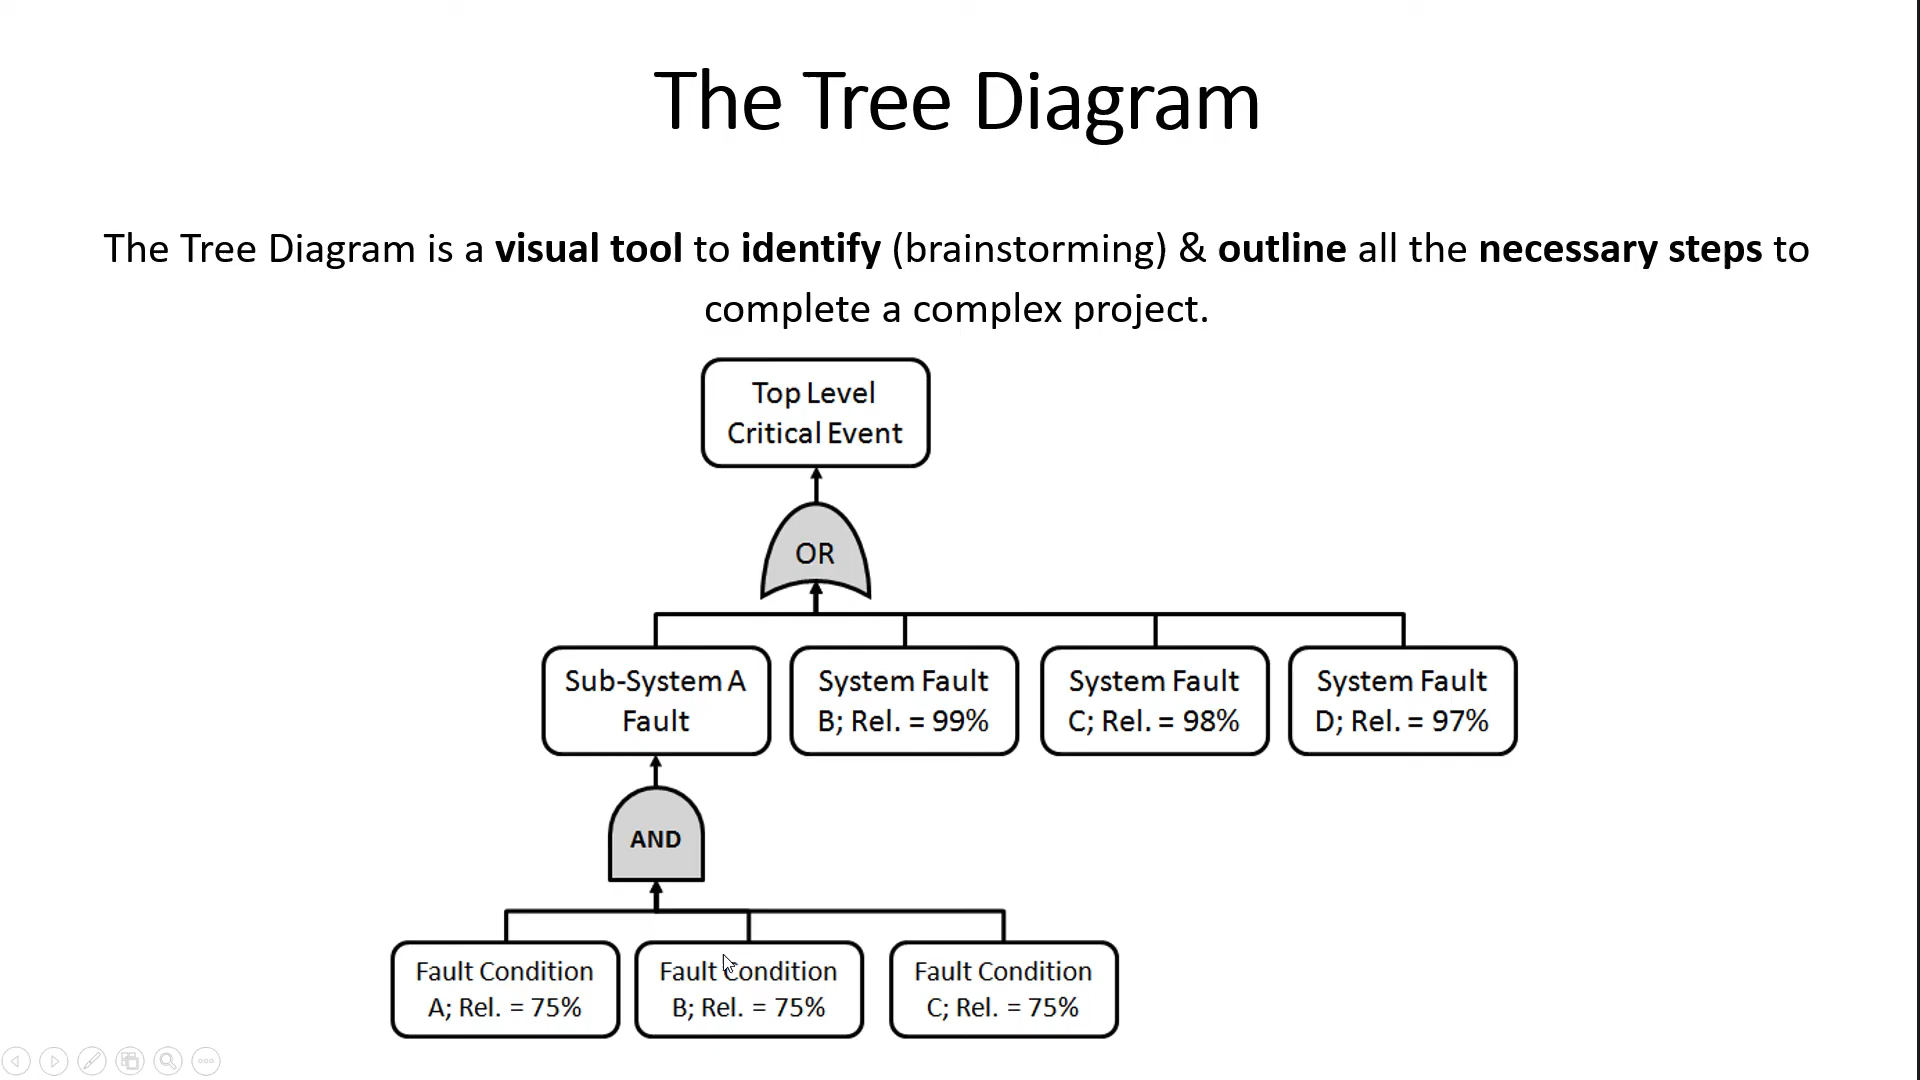 The Tree Diagram
The Tree Diagram is a visual tool to identify (brainstorming) & outline all the necessary steps to
complete a complex project.
Top Level
Critical Event
OR
Sub-System A
Fault
System Fault
B; Rel. = 99%
System Fault
C; Rel. = 98%
System Fault
D; Rel. = 97%
AND
Fault Condition
A; Rel. = 75%
Fault Condition
B; Rel. = 75%
Fault Condition
C; Rel. = 75%